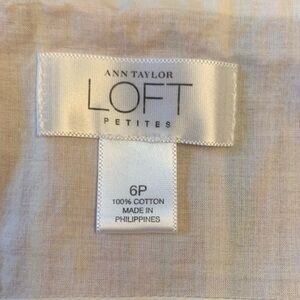 ANN TAYLOR
LOFT
PETITES
6P
100% COTTON
MADE IN
PHILIPPINES